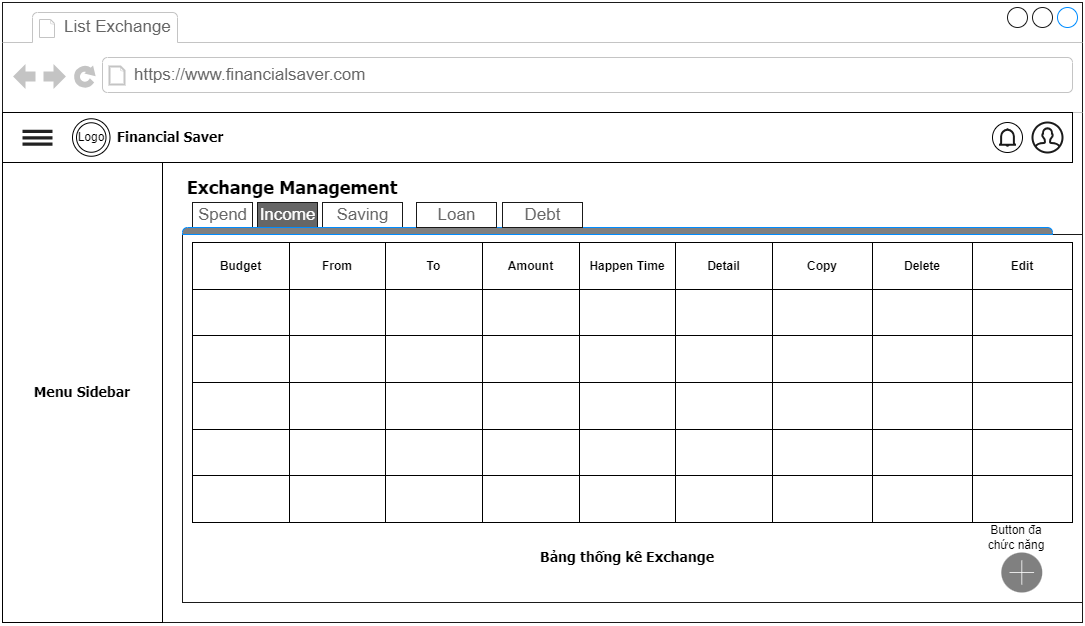 List Exchange
https://www.financialsaver.com
Logo
Financial Saver
Menu Sidebar
Exchange Management
Spend Income Saving Loan Debt
Budget From To Amount Happen Time Detail Copy Delete Edit
Button đa
chức năng
Bảng thống kê Exchange